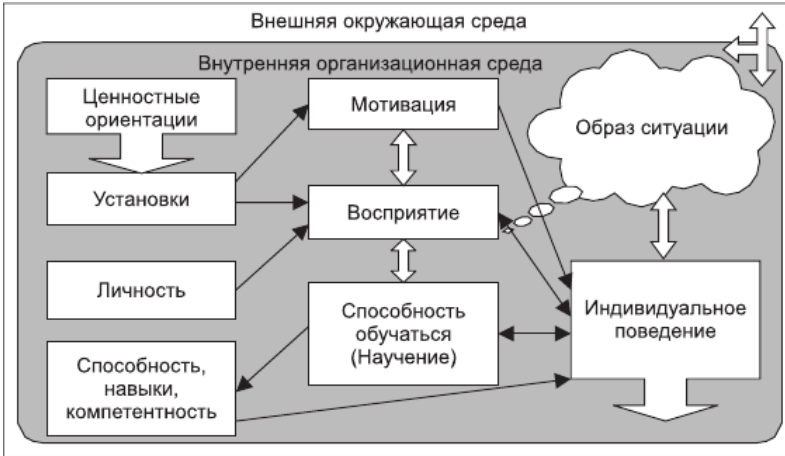 Внешняя окружающая среда
Внутренняя организационная среда
Ценностные
ориентации
Мотивация
Образ ситуации
Установки
Восприятие
Личность
Способность
обучаться
(Научение)
Индивидуальное
поведение
Способность,
навыки,
компетентность